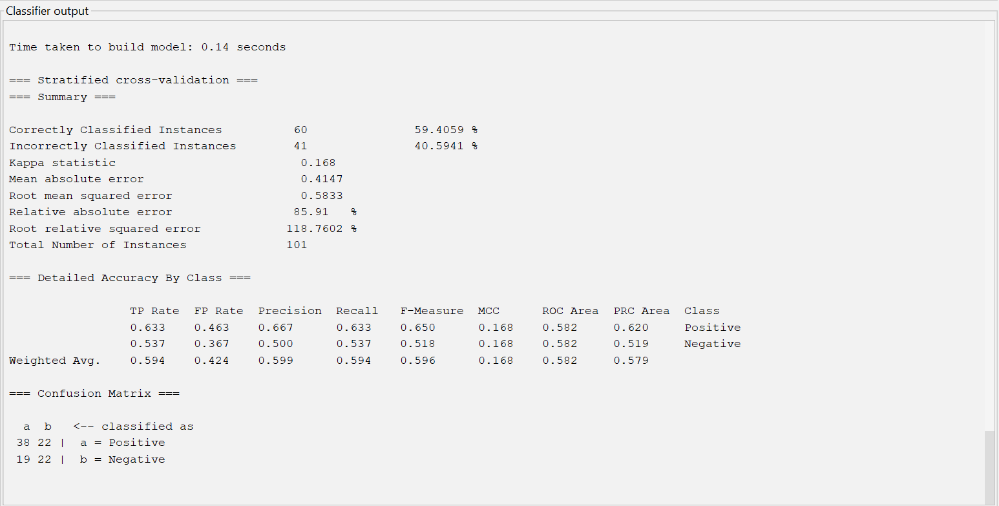 Classifier output
Time taken to build model: 0.14 seconds
=== Stratified cross-validation ===
=== Summary ===
Correctly Classified Instances 60 59.4059 %
Incorrectly Classified Instances 41 40.5941 %
Kappa statistic 0.168
Mean absolute error 0.4147
Root mean squared error 0.5833
Relative absolute error 85.91 %
Root relative squared error 118.7602 %
Total Number of Instances 101
=== Detailed Accuracy By Class ===
TP Rate FP Rate Precision Recall F-Measure MCC ROC Area PRC Area Class
0.633 0.463 0.667 0.633 0.650 0.168 0.582 0.620 Positive
0.537 0.367 0.500 0.537 0.518 0.168 0.582 0.519 Negative
Weighted Avg. 0.594 0.424 0.599 0.594 0.596 0.168 0.582 0.579
=== Confusion Matrix ===
a b <-- classified as
38 22 | a = Positive
19 22 | b = Negative